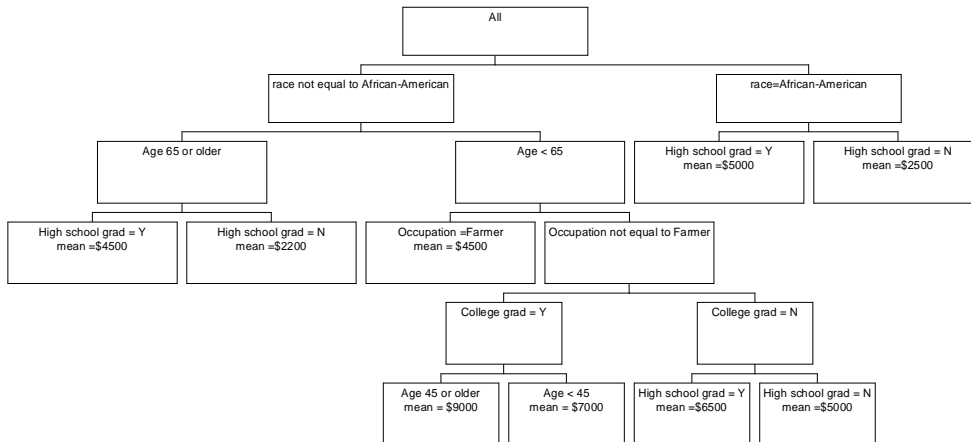 All
race not equal to African-American
race=African-American
Age 65 or older
Age < 65
High school grad = Y
mean =$5000
High school grad = N
mean =$2500
High school grad = Y
mean =$4500
High school grad = N
mean =$2200
Occupation =Farmer
mean = $4500
Occupation not equal to Farmer
College grad = Y
College grad = N
Age 45 or older
mean = $9000
Age < 45
mean = $7000
High school grad = Y
mean =$6500
High school grad = N
mean =$5000